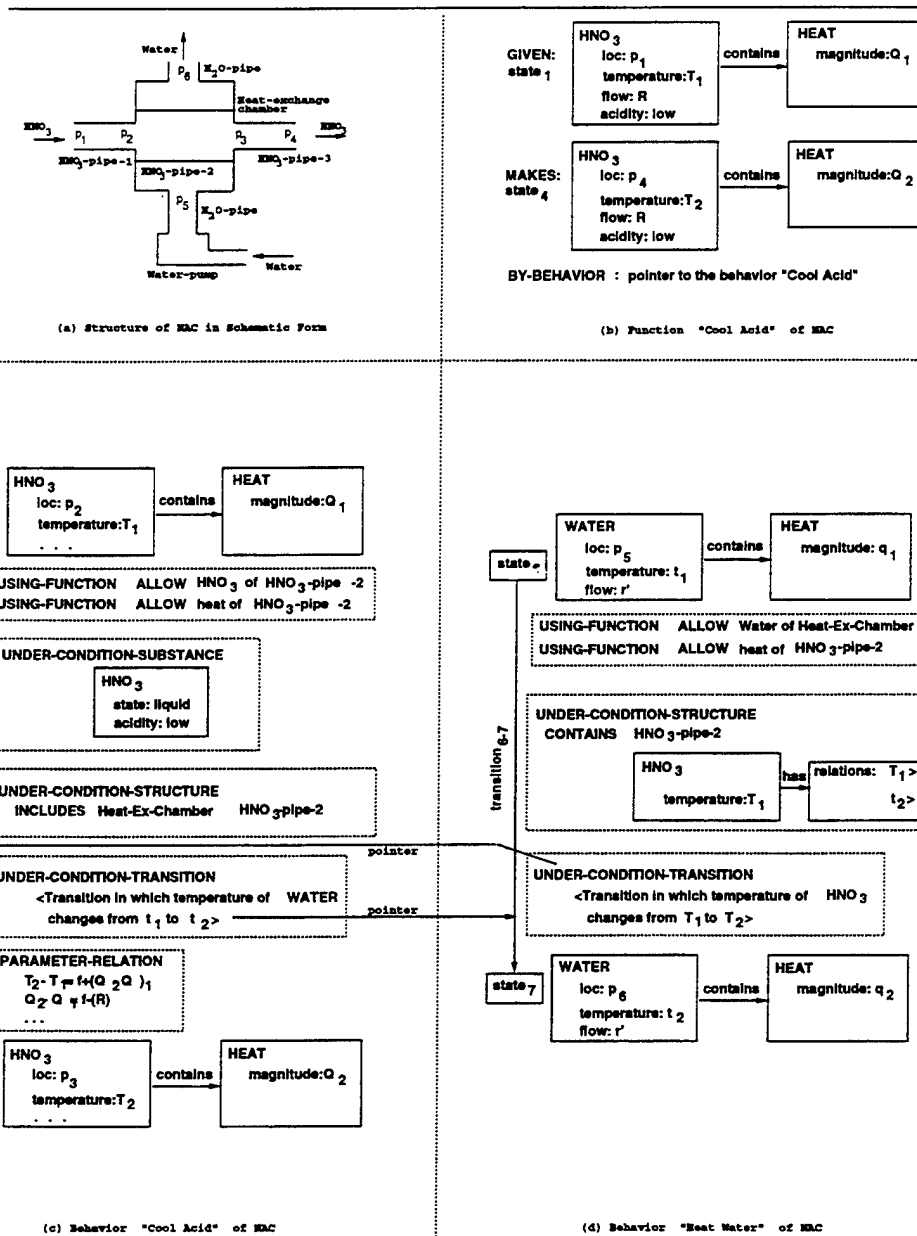 Water
p6
H2O-pipe
Heat-exchange
chamber
HNO3
p1
p2
p3
p4
HNO3
HNO3-pipe-1
HNO3-pipe-2
HNO3-pipe-3
p5
H2O-pipe
Water-pump
Water
(a) Structure of NAC in Schematic Form
GIVEN:
state1
HNO3
loc: p1
temperature:T1
flow: R
acidity: low
contains
HEAT
magnitude:Q1
MAKES:
state4
HNO3
loc: p4
temperature:T2
flow: R
acidity: low
contains
HEAT
magnitude:Q2
BY-BEHAVIOR : pointer to the behavior "Cool Acid"
(b) Function "Cool Acid" of NAC
HNO3
loc: p2
temperature:T1
. . .
contains
HEAT
magnitude:Q1
USING-FUNCTION ALLOW HNO3 of HNO3-pipe -2
USING-FUNCTION ALLOW heat of HNO3-pipe -2
UNDER-CONDITION-SUBSTANCE
HNO3
state: liquid
acidity: low
UNDER-CONDITION-STRUCTURE
INCLUDES Heat-Ex-Chamber HNO3-pipe-2
pointer
UNDER-CONDITION-TRANSITION
<Transition in which temperature of WATER
changes from t1 to t2>
pointer
PARAMETER-RELATION
...
HNO3
loc: p3
temperature:T2
. . .
contains
HEAT
magnitude:Q2
(c) Behavior "Cool Acid" of NAC
state
WATER
loc: p5
temperature: t1
flow: r'
contains
HEAT
magnitude: q1
USING-FUNCTION ALLOW Water of Heat-Ex-Chamber
USING-FUNCTION ALLOW heat of HNO3-pipe-2
transition6-7
UNDER-CONDITION-STRUCTURE
CONTAINS HNO3-pipe-2
HNO3
temperature:T1
has
relations: T1>
t2>
UNDER-CONDITION-TRANSITION
<Transition in which temperature of HNO3
changes from T1 to T2>
state7
WATER
loc: p6
temperature: t2
flow: r'
contains
HEAT
magnitude: q2
(d) Behavior "Heat Water" of NAC